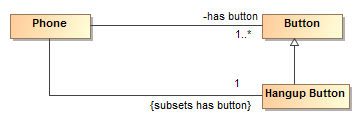 Phone
-has button
Button
1..*
1
Hangup Button
{subsets has button}